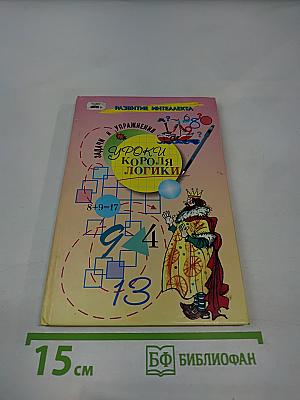 РАЗВИТИЕ ИНТЕЛЛЕКТА
ЗАДАЧИ И УПРАЖНЕНИЯ
УРОКИ
КОРОЛЯ
ЛОГИКИ
8+9=17
9
4
13
15 см
БФ БИБЛИОФАН